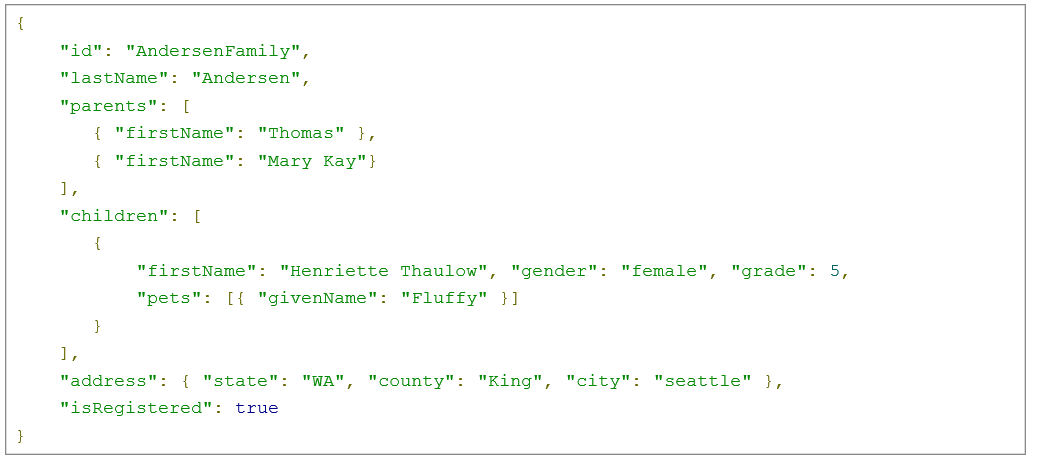 {
    "id": "AndersenFamily",
    "lastName": "Andersen",
    "parents": [
       { "firstName": "Thomas" },
       { "firstName": "Mary Kay"}
    ],
    "children": [
       {
           "firstName": "Henriette Thaulow", "gender": "female", "grade": 5,
           "pets": [{ "givenName": "Fluffy" }]
       }
    ],
    "address": { "state": "WA", "county": "King", "city": "seattle" },
    "isRegistered": true
}